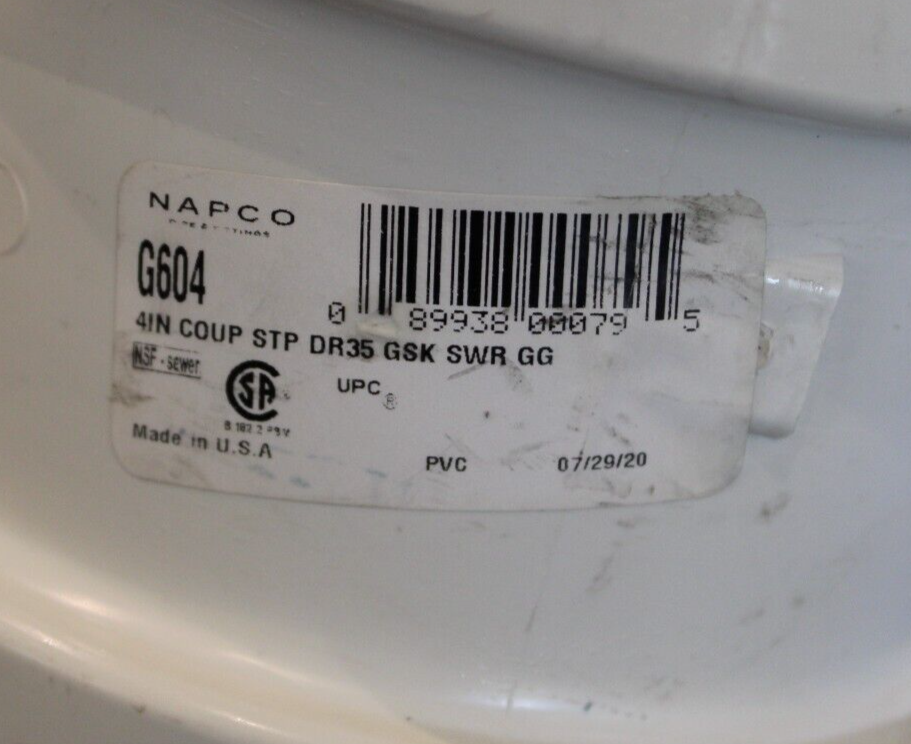 NAPCO
G604
0 89938 00079 5
4IN COUP STP DR35 GSK SWR GG
NSF - sewer
SA
UPC ®
Made in U.S.A
PVC 07/29/20